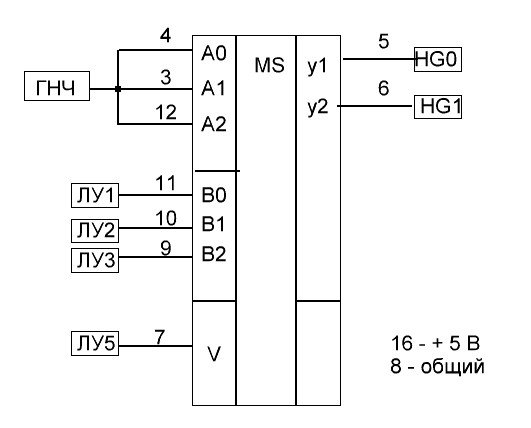 4 A0 MS y1 5 HG0
ГНЧ 3 A1 y2 6 HG1
12 A2
ЛУ1 11 B0
ЛУ2 10 B1
ЛУ3 9 B2
ЛУ5 7 V
16 - + 5 В
8 - общий